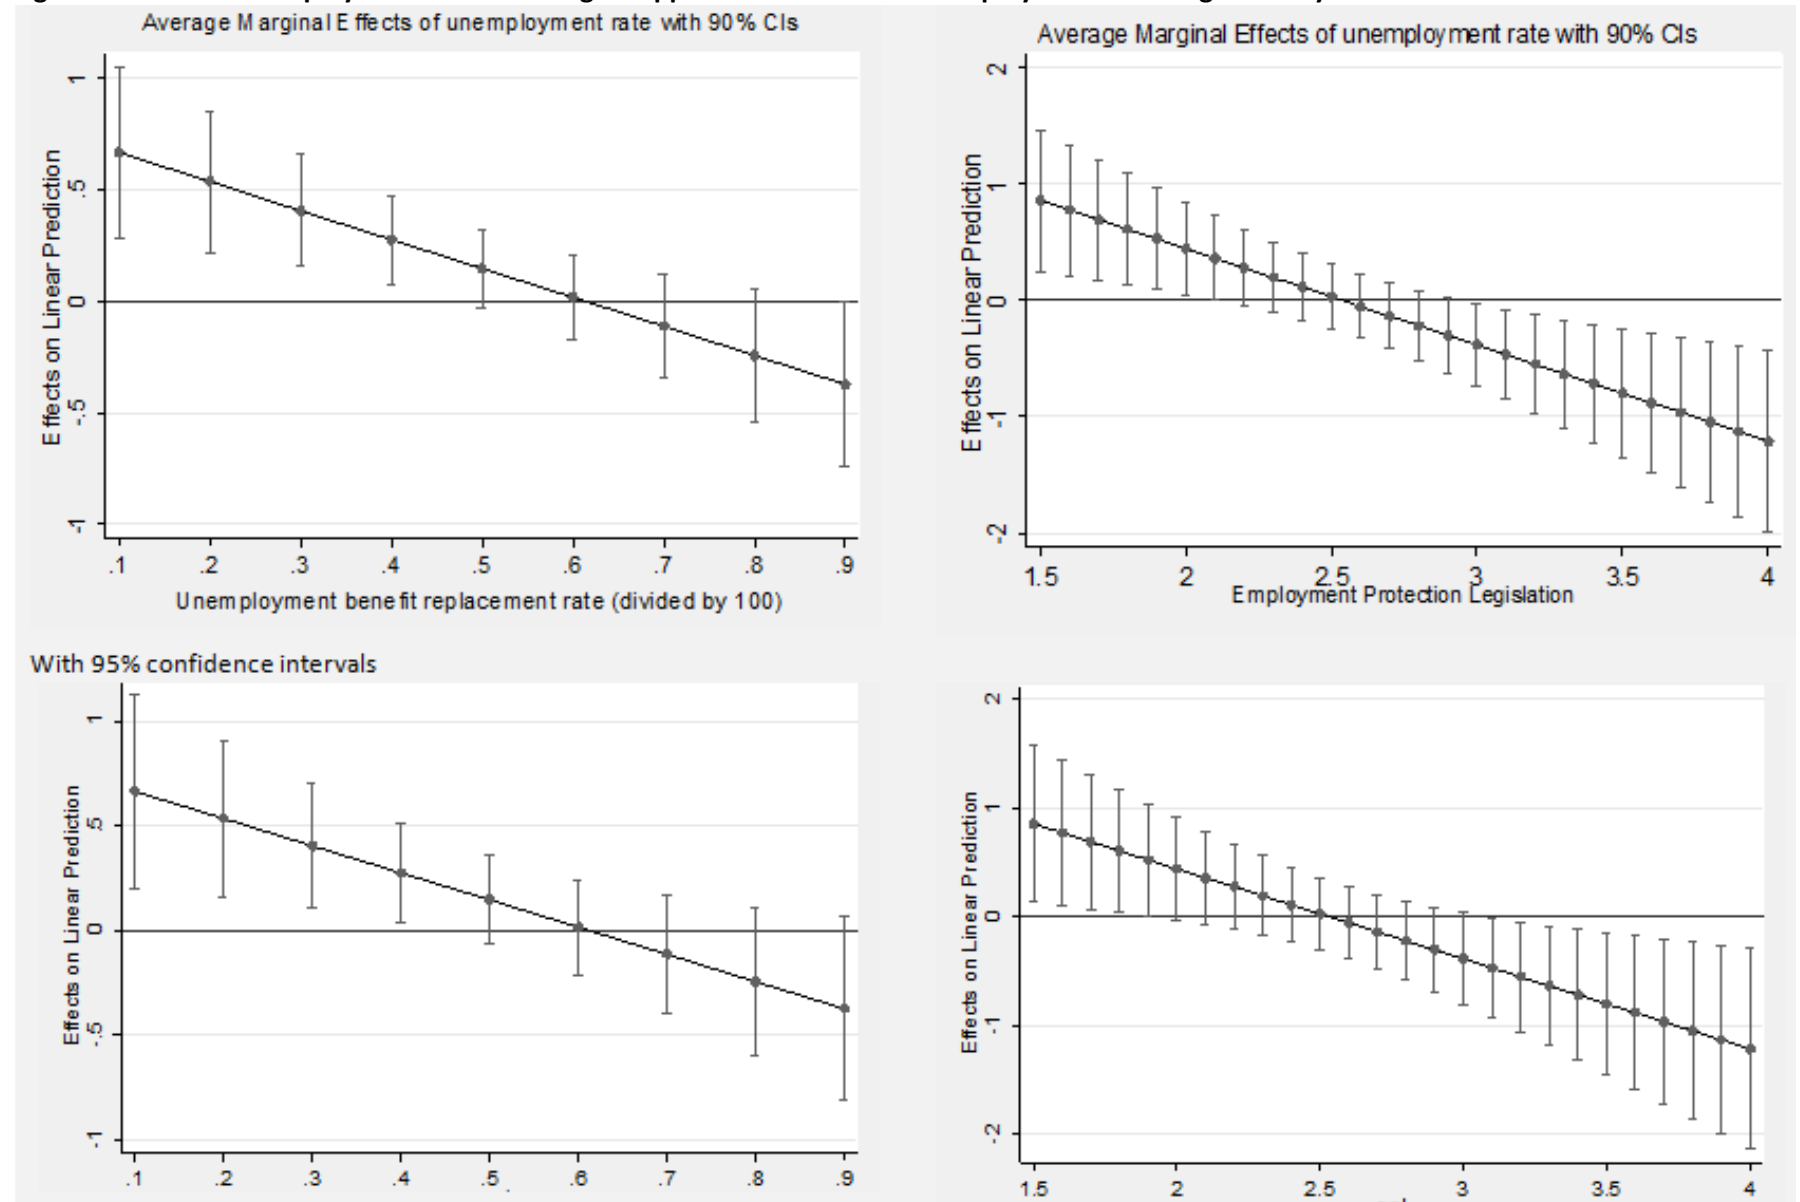 Average Marginal Effects of unemployment rate with 90% CIs
Effects on Linear Prediction
1
.5
0
-.5
-1
.1 .2 .3 .4 .5 .6 .7 .8 .9
Unemployment benefit replacement rate (divided by 100)
Average Marginal Effects of unemployment rate with 90% CIs
Effects on Linear Prediction
2
1
0
-1
-2
1.5 2 2.5 3 3.5 4
Employment Protection Legislation
With 95% confidence intervals
Effects on Linear Prediction
1
.5
0
-.5
-1
.1 .2 .3 .4 .5 .6 .7 .8 .9
Effects on Linear Prediction
2
1
0
-1
-2
1.5 2 2.5 3 3.5 4